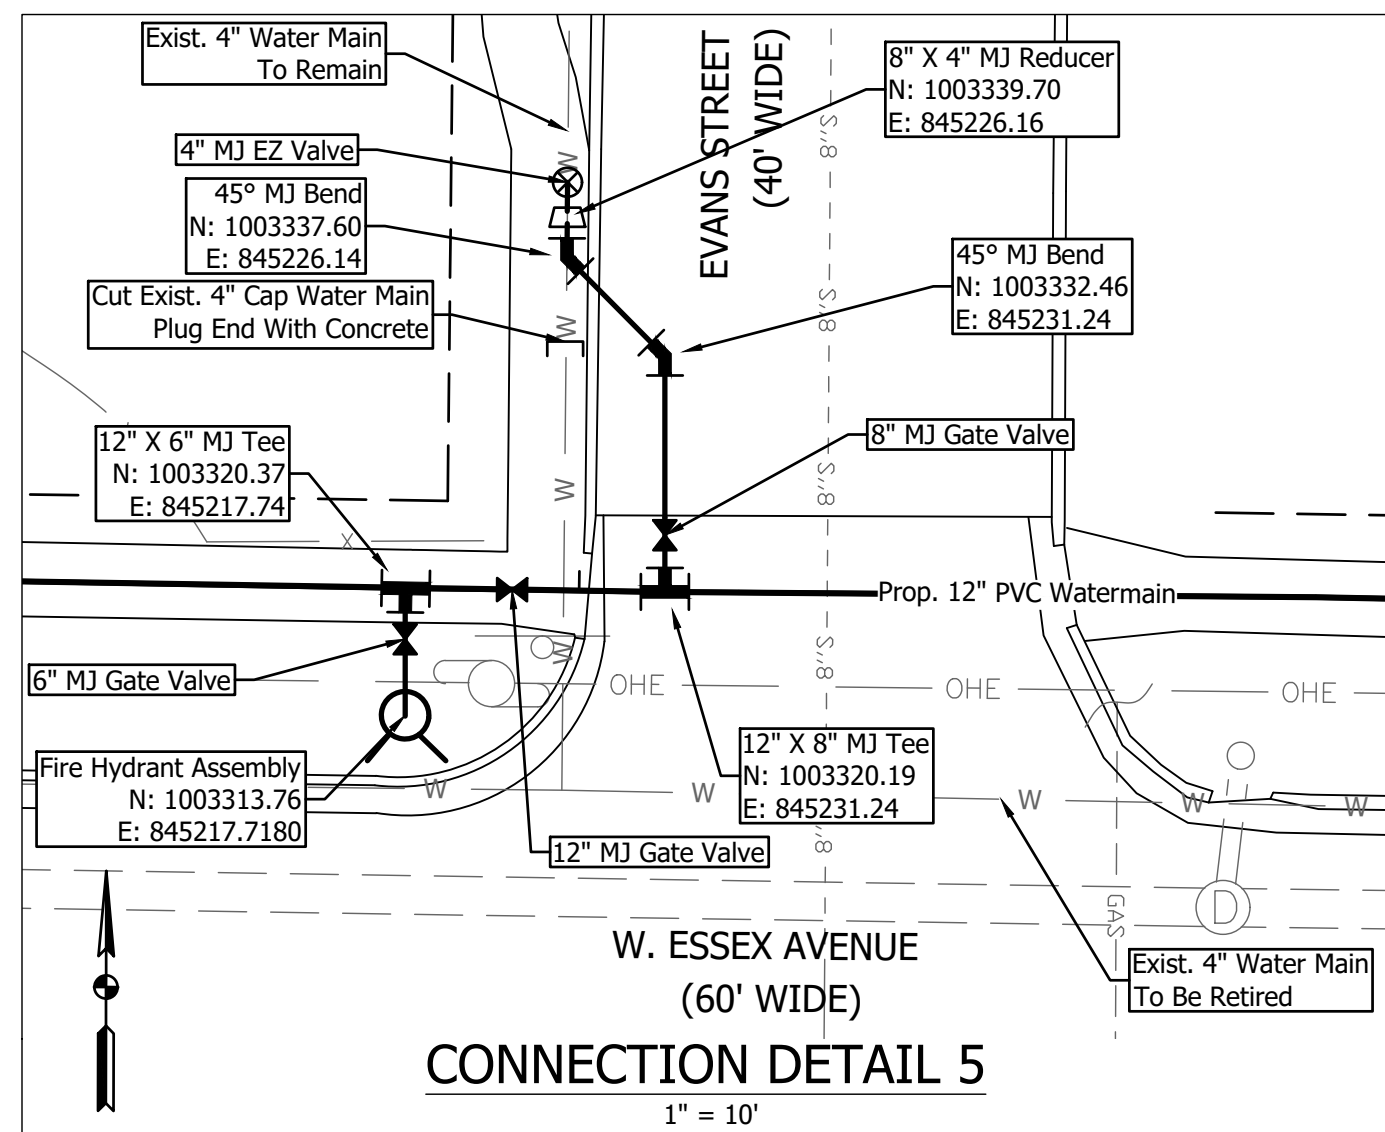 Exist. 4" Water Main
To Remain
EVANS STREET
(40' WIDE)
8" X 4" MJ Reducer
N: 1003339.70
E: 845226.16
4" MJ EZ Valve
45° MJ Bend
N: 1003337.60
E: 845226.14
Cut Exist. 4" Cap Water Main
Plug End With Concrete
45° MJ Bend
N: 1003332.46
E: 845231.24
12" X 6" MJ Tee
N: 1003320.37
E: 845217.74
8" MJ Gate Valve
W
W
W
W
8"S
8"S
8"S
8"S
8"S
X
Prop. 12" PVC Watermain
6" MJ Gate Valve
OHE
OHE
OHE
Fire Hydrant Assembly
N: 1003313.76
E: 845217.7180
12" X 8" MJ Tee
N: 1003320.19
E: 845231.24
W
W
W
W
W
12" MJ Gate Valve
GAS
D
W. ESSEX AVENUE
(60' WIDE)
Exist. 4" Water Main
To Be Retired
CONNECTION DETAIL 5
1" = 10'